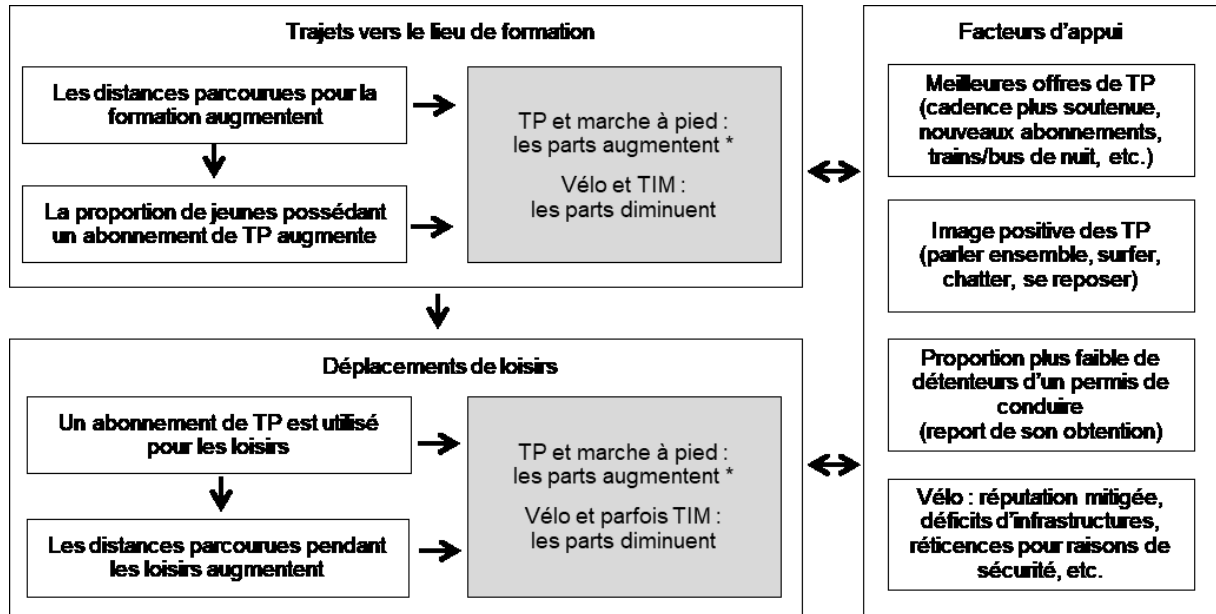 Trajets vers le lieu de formation
Les distances parcourues pour la
formation augmentent
La proportion de jeunes possédant
un abonnement de TP augmente
TP et marche à pied :
les parts augmentent *
Vélo et TIM :
les parts diminuent
Déplacements de loisirs
Un abonnement de TP est utilisé
pour les loisirs
Les distances parcourues pendant
les loisirs augmentent
TP et marche à pied :
les parts augmentent *
Vélo et parfois TIM :
les parts diminuent
Facteurs d'appui
Meilleures offres de TP
(cadence plus soutenue,
nouveaux abonnements,
trains/bus de nuit, etc.)
Image positive des TP
(parler ensemble, surfer,
chatter, se reposer)
Proportion plus faible de
détenteurs d'un permis de
conduire
(report de son obtention)
Vélo : réputation mitigée,
déficits d'infrastructures,
réticences pour raisons de
sécurité, etc.